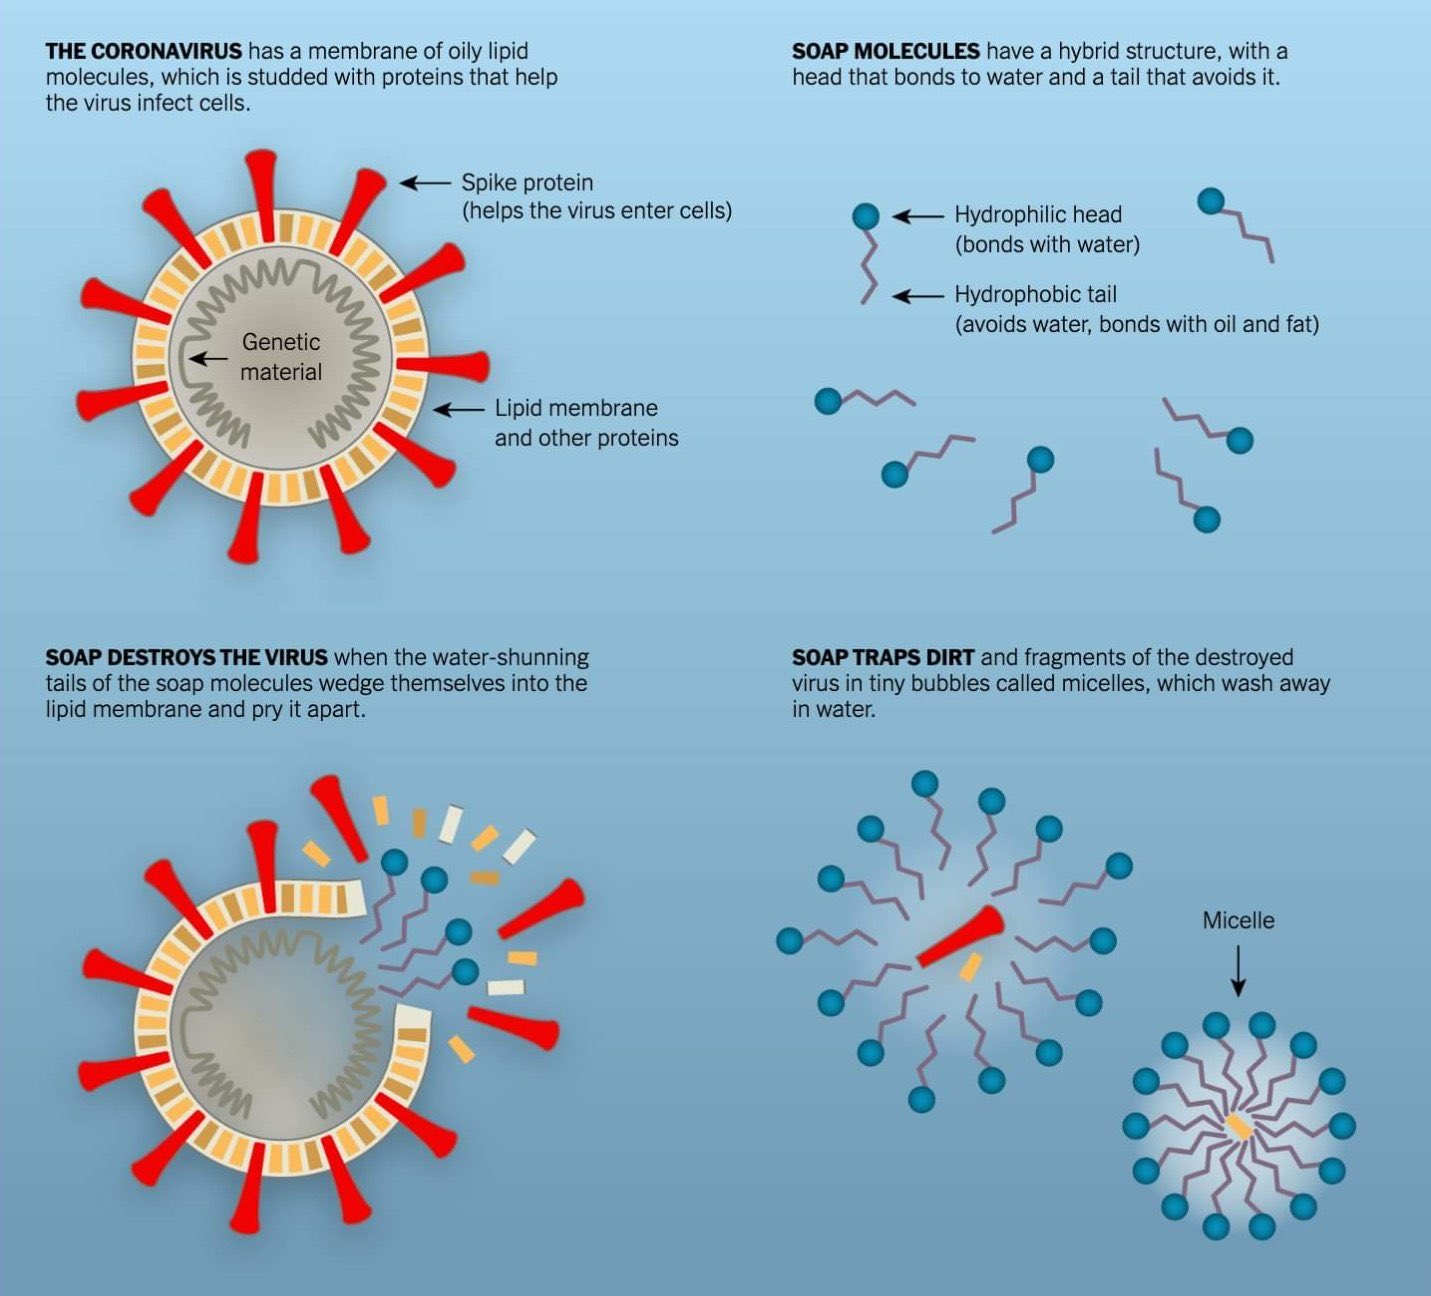 THE CORONAVIRUS has a membrane of oily lipid
molecules, which is studded with proteins that help
the virus infect cells.
Spike protein
(helps the virus enter cells)
Genetic
material
Lipid membrane
and other proteins
SOAP MOLECULES have a hybrid structure, with a
head that bonds to water and a tail that avoids it.
Hydrophilic head
(bonds with water)
Hydrophobic tail
(avoids water, bonds with oil and fat)
SOAP DESTROYS THE VIRUS when the water-shunning
tails of the soap molecules wedge themselves into the
lipid membrane and pry it apart.
SOAP TRAPS DIRT and fragments of the destroyed
virus in tiny bubbles called micelles, which wash away
in water.
Micelle